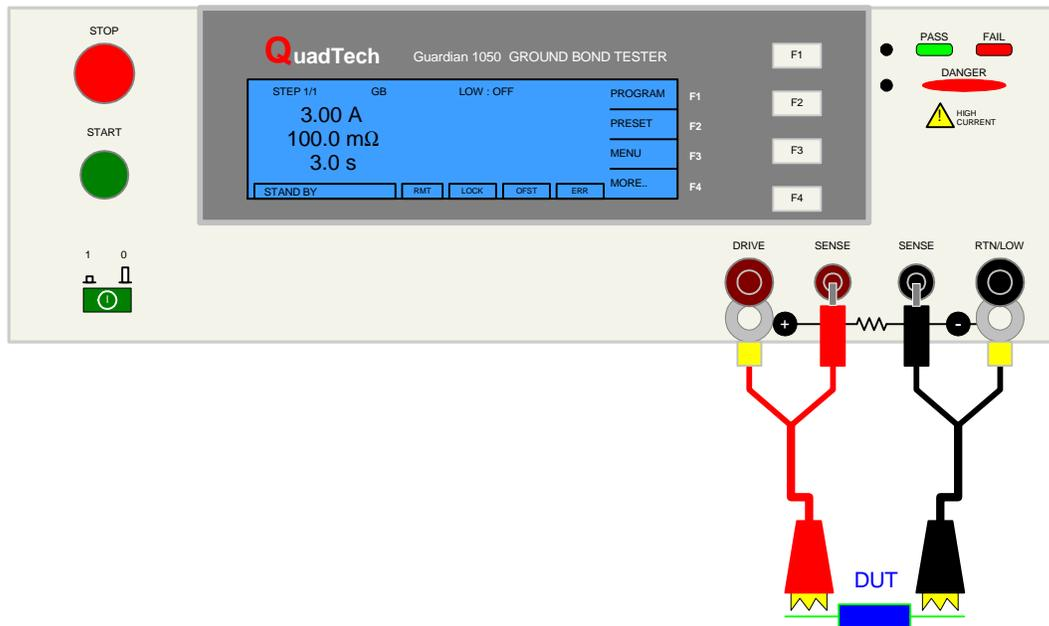 STOP
START
1 0
QuadTech Guardian 1050 GROUND BOND TESTER
STEP 1/1 GB LOW : OFF
3.00 A
100.0 mΩ
3.0 s
STAND BY RMT LOCK OFST ERR
PROGRAM F1
PRESET F2
MENU F3
MORE.. F4
F1
F2
F3
F4
PASS FAIL
DANGER
! HIGH
CURRENT
DRIVE SENSE SENSE RTN/LOW
+ -
DUT